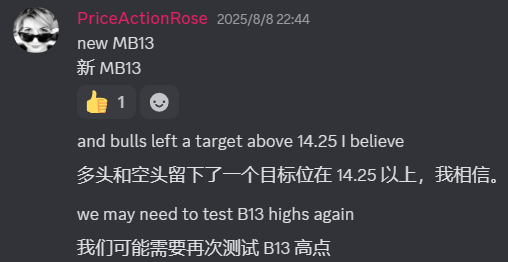 PriceActionRose 2025/8/8 22:44
new MB13
新 MB13
👍 1
and bulls left a target above 14.25 I believe
多头和空头留下了一个目标位在 14.25 以上，我相信。
we may need to test B13 highs again
我们可能需要再次测试 B13 高点